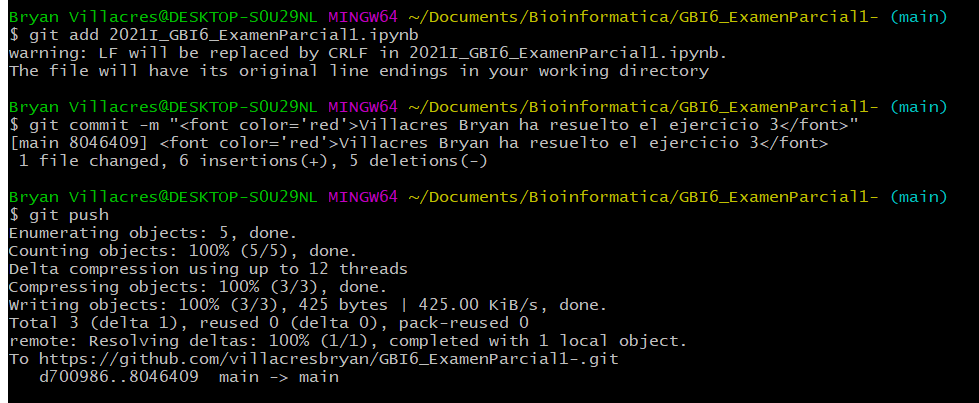 Bryan Villacres@DESKTOP-S0U29NL MINGW64 ~/Documents/Bioinformatica/GBI6_ExamenParcial1- (main)
$ git add 2021I_GBI6_ExamenParcial1.ipynb
warning: LF will be replaced by CRLF in 2021I_GBI6_ExamenParcial1.ipynb.
The file will have its original line endings in your working directory
Bryan Villacres@DESKTOP-S0U29NL MINGW64 ~/Documents/Bioinformatica/GBI6_ExamenParcial1- (main)
$ git commit -m "<font color='red'>Villacres Bryan ha resuelto el ejercicio 3</font>"
[main 8046409] <font color='red'>Villacres Bryan ha resuelto el ejercicio 3</font>
 1 file changed, 6 insertions(+), 5 deletions(-)
Bryan Villacres@DESKTOP-S0U29NL MINGW64 ~/Documents/Bioinformatica/GBI6_ExamenParcial1- (main)
$ git push
Enumerating objects: 5, done.
Counting objects: 100% (5/5), done.
Delta compression using up to 12 threads
Compressing objects: 100% (3/3), done.
Writing objects: 100% (3/3), 425 bytes | 425.00 KiB/s, done.
Total 3 (delta 1), reused 0 (delta 0), pack-reused 0
remote: Resolving deltas: 100% (1/1), completed with 1 local object.
To https://github.com/villacresbryan/GBI6_ExamenParcial1-.git
   d700986..8046409  main -> main